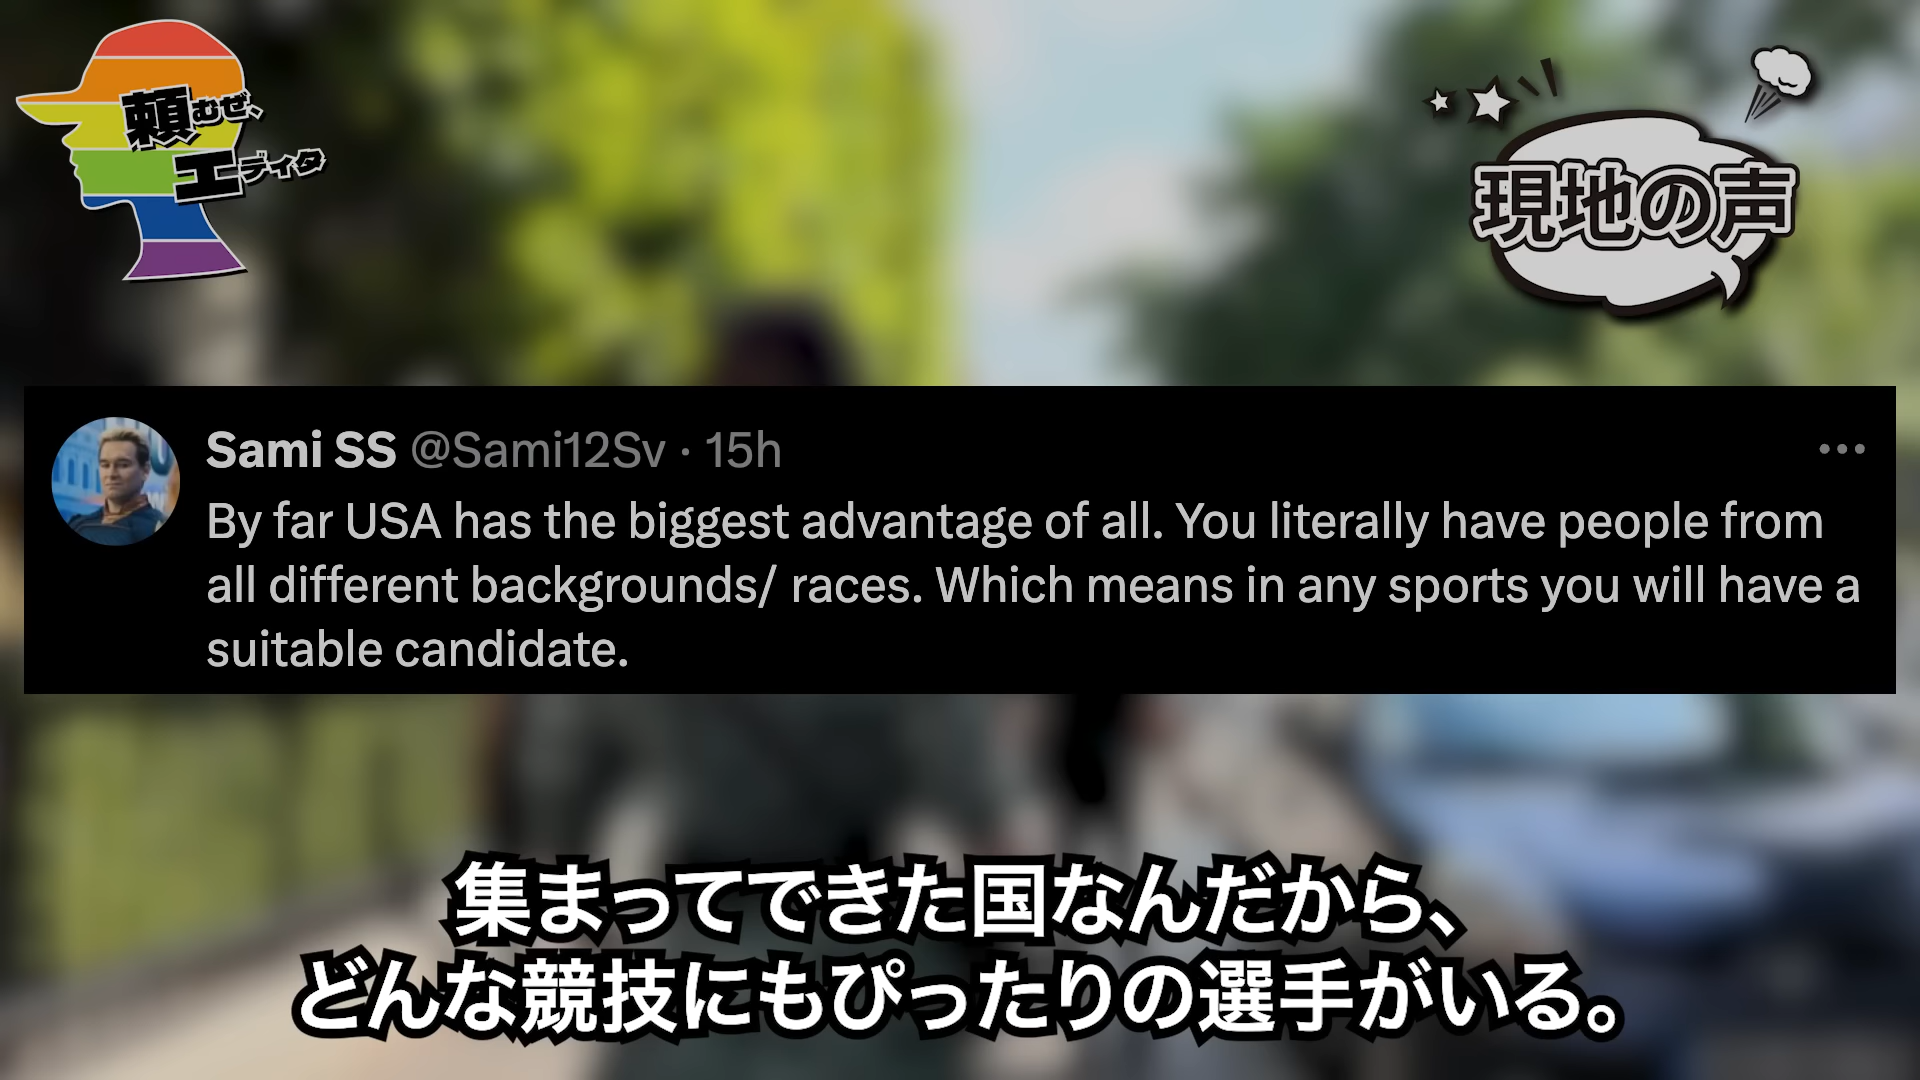 頼むぜ、
エディタ
現地の声
Sami SS @Sami12Sv · 15h
By far USA has the biggest advantage of all. You literally have people from
all different backgrounds/ races. Which means in any sports you will have a
suitable candidate.
集まってできた国なんだから、
どんな競技にもぴったりの選手がいる。